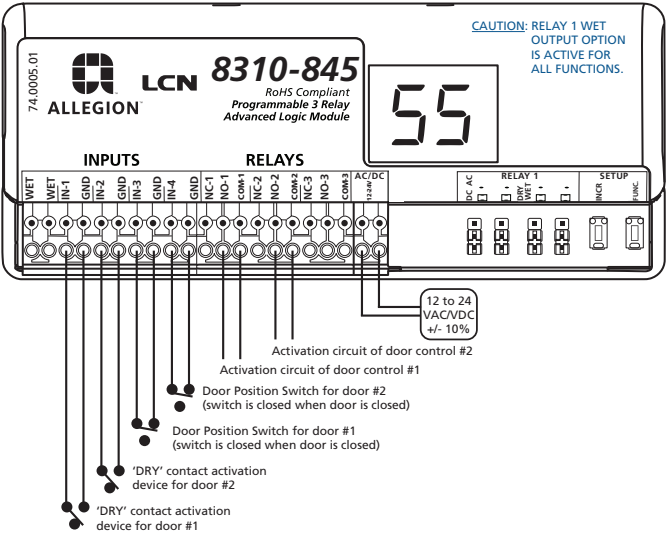 CAUTION: RELAY 1 WET
OUTPUT OPTION
IS ACTIVE FOR
ALL FUNCTIONS.
74.0005.01
ALLEGION
LCN
8310-845
RoHS Compliant
Programmable 3 Relay
Advanced Logic Module
55
INPUTS
RELAYS
WET
WET
IN-1
GND
IN-2
GND
IN-3
GND
IN-4
GND
NC-1
NO-1
COM-1
NC-2
NO-2
COM-2
NC-3
NO-3
COM-3
AC/DC
12-24V
RELAY 1
DC AC
+
+
DRY
WET
+
+
SETUP
INCR
FUNC.
12 to 24
VAC/VDC
+/- 10%
Activation circuit of door control #2
Activation circuit of door control #1
Door Position Switch for door #2
(switch is closed when door is closed)
Door Position Switch for door #1
(switch is closed when door is closed)
'DRY' contact activation
device for door #2
'DRY' contact activation
device for door #1